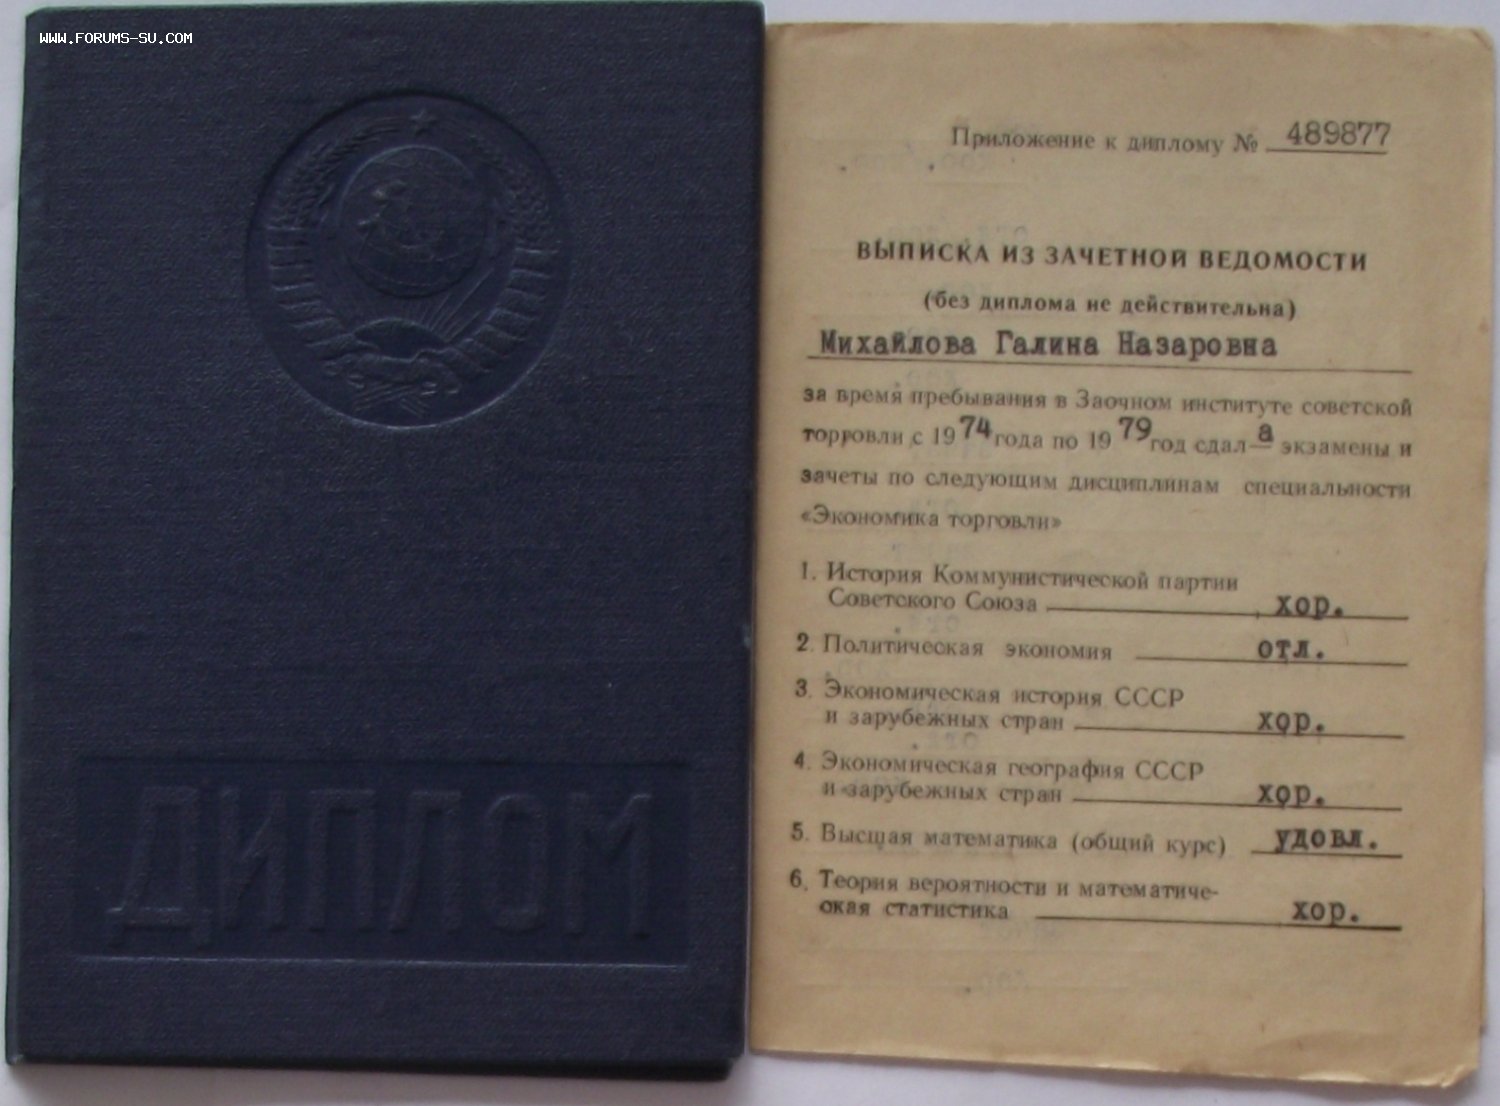 WWW.FORUMS-SU.COM
ДИПЛОМ
Приложение к диплому № 489877
ВЫПИСКА ИЗ ЗАЧЕТНОЙ ВЕДОМОСТИ
(без диплома не действительна)
Михайлова Галина Назаровна
за время пребывания в Заочном институте советской
торговли с 1974 года по 1979 год сдал а экзамены и
зачеты по следующим дисциплинам специальности
«Экономика торговли»
1. История Коммунистической партии
Советского Союза хор.
2. Политическая экономия отл.
3. Экономическая история СССР
и зарубежных стран хор.
4. Экономическая география СССР
и зарубежных стран хор.
5. Высшая математика (общий курс) удовл.
6. Теория вероятности и математиче-
ская статистика хор.